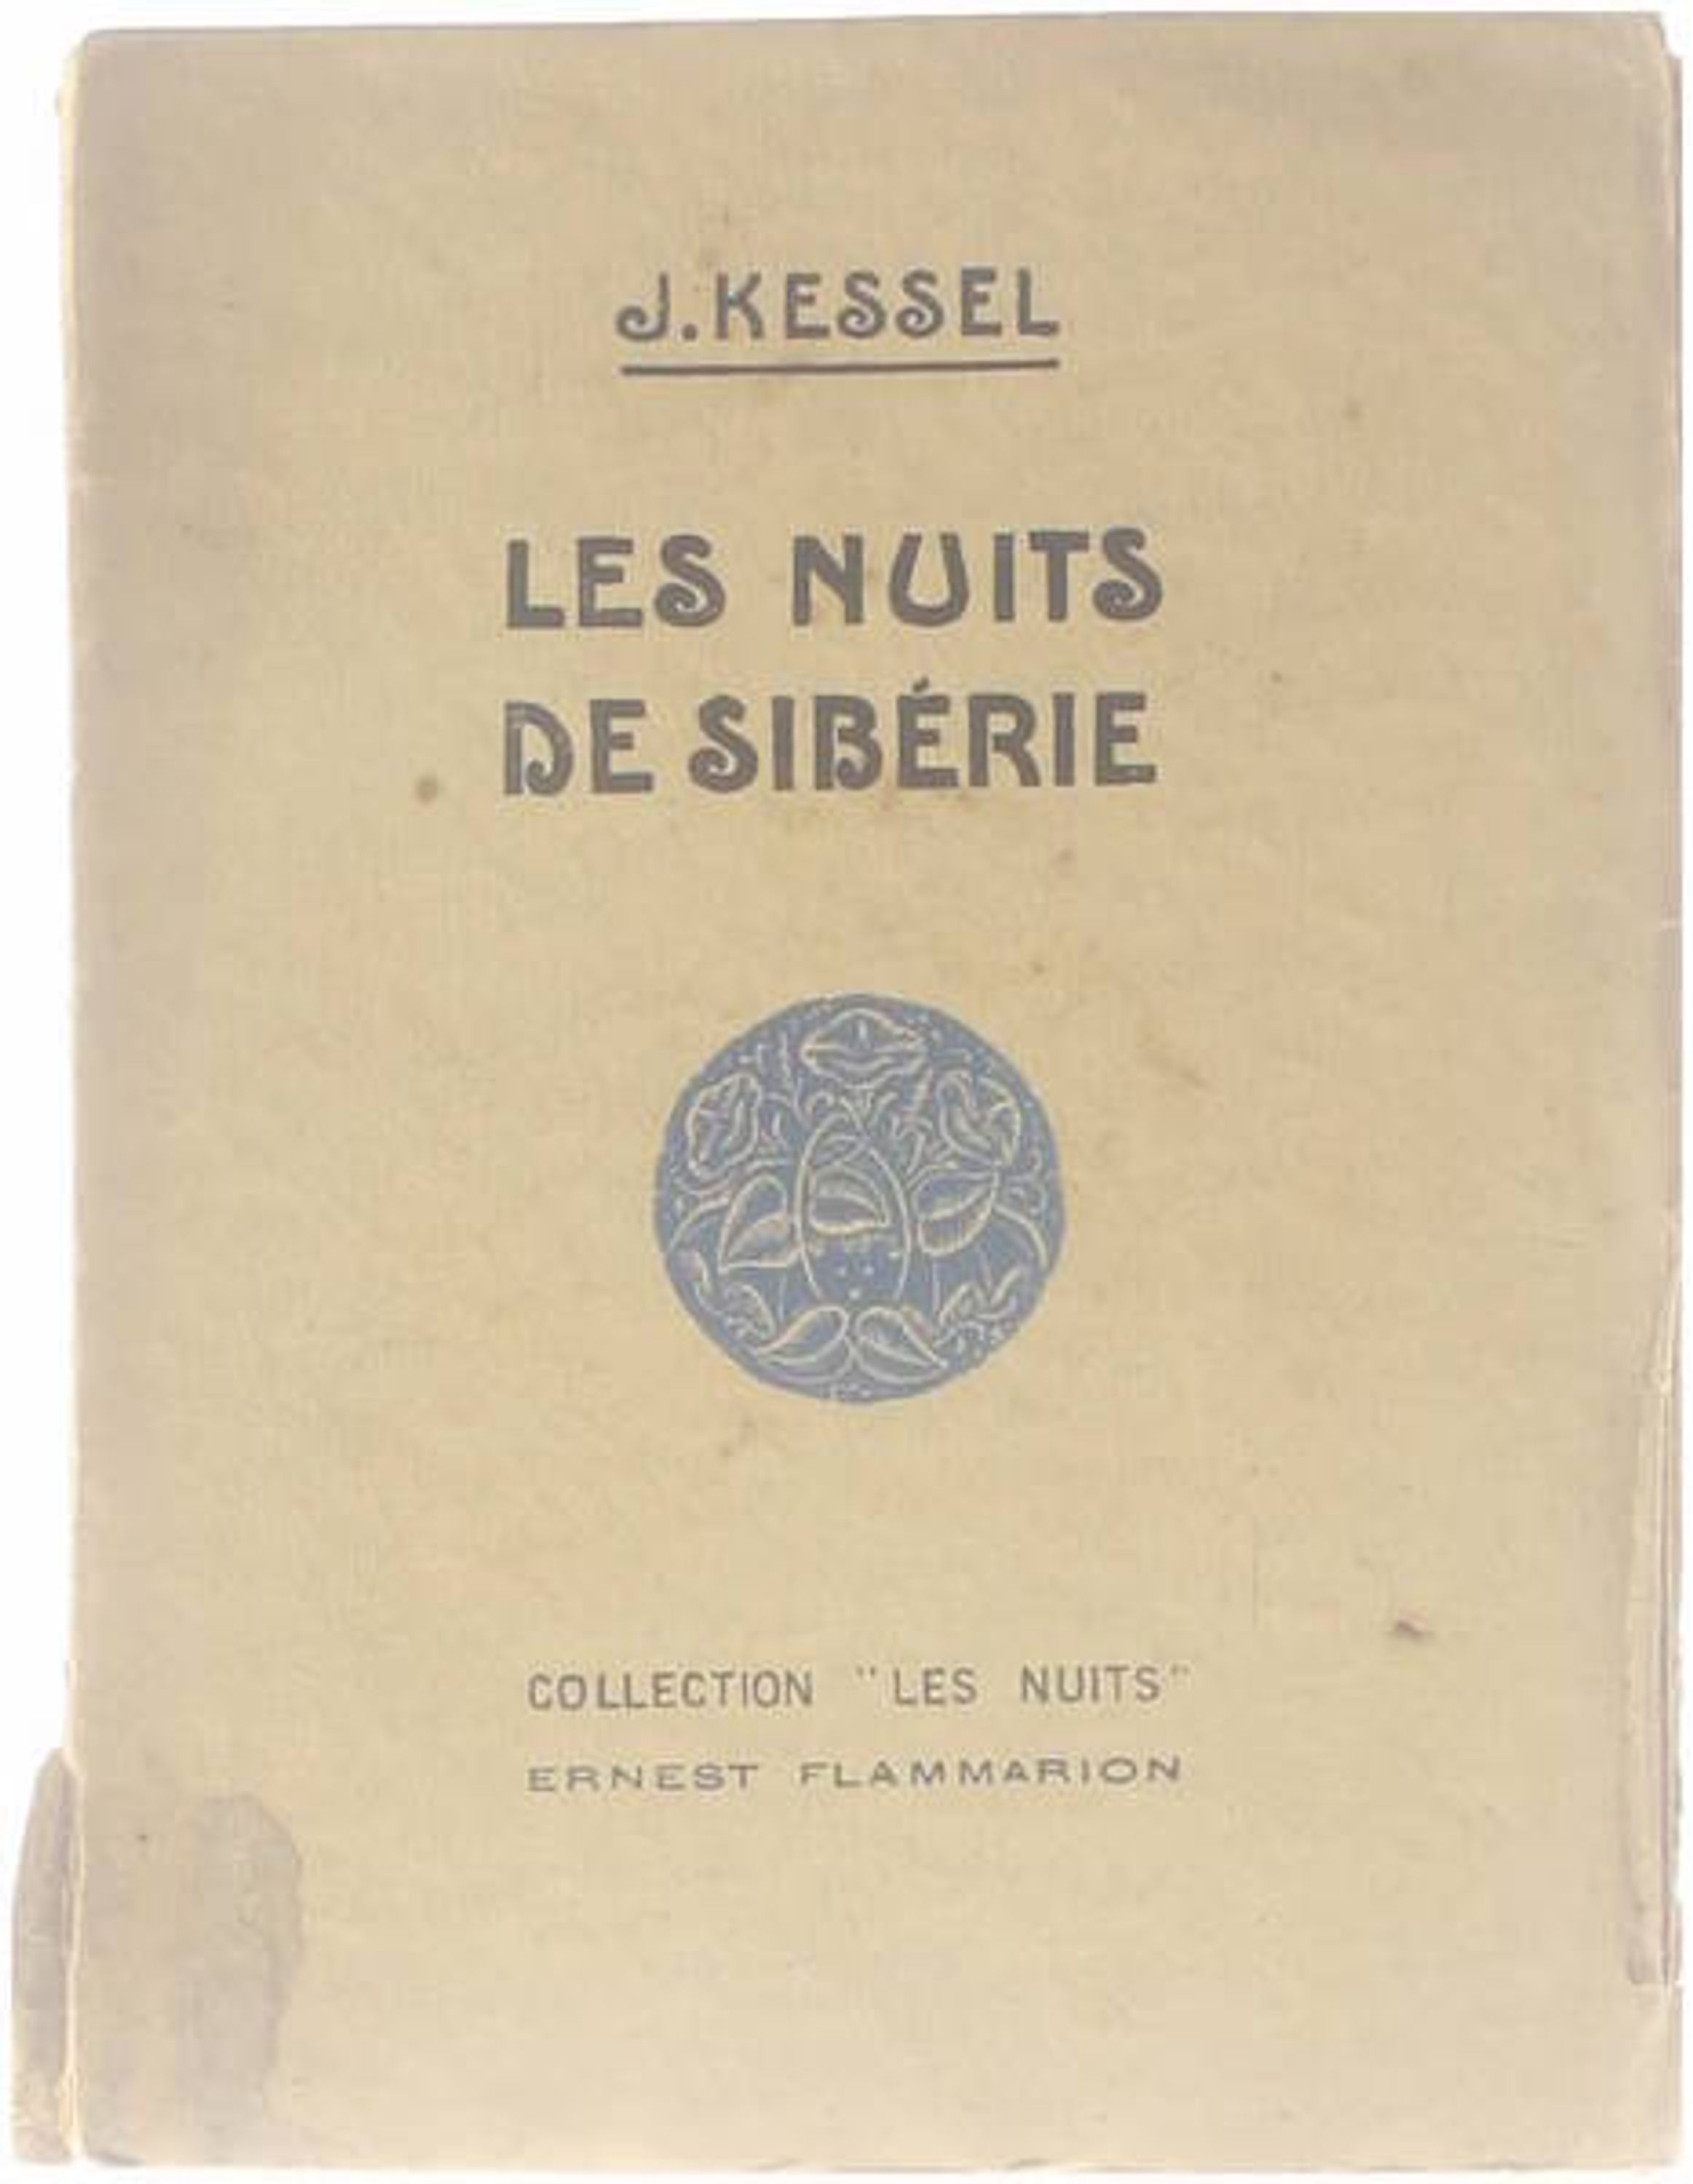 J. KESSEL
LES NUITS
DE SIBÉRIE
COLLECTION "LES NUITS"
ERNEST FLAMMARION